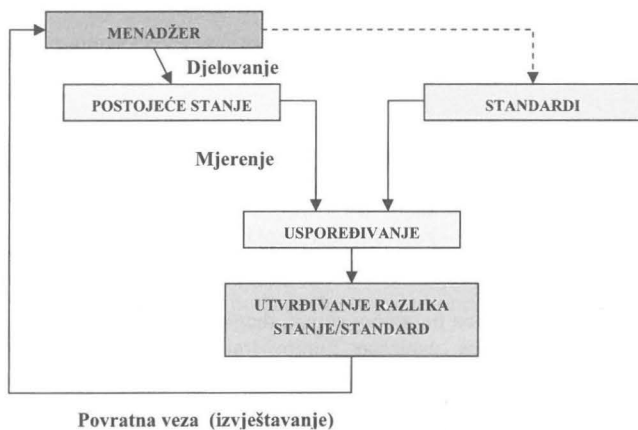 MENADŽER
Djelovanje
POSTOJEĆE STANJE
STANDARDI
Mjerenje
USPOREĐIVANJE
UTVRĐIVANJE RAZLIKA
STANJE/STANDARD
Povratna veza (izvještavanje)